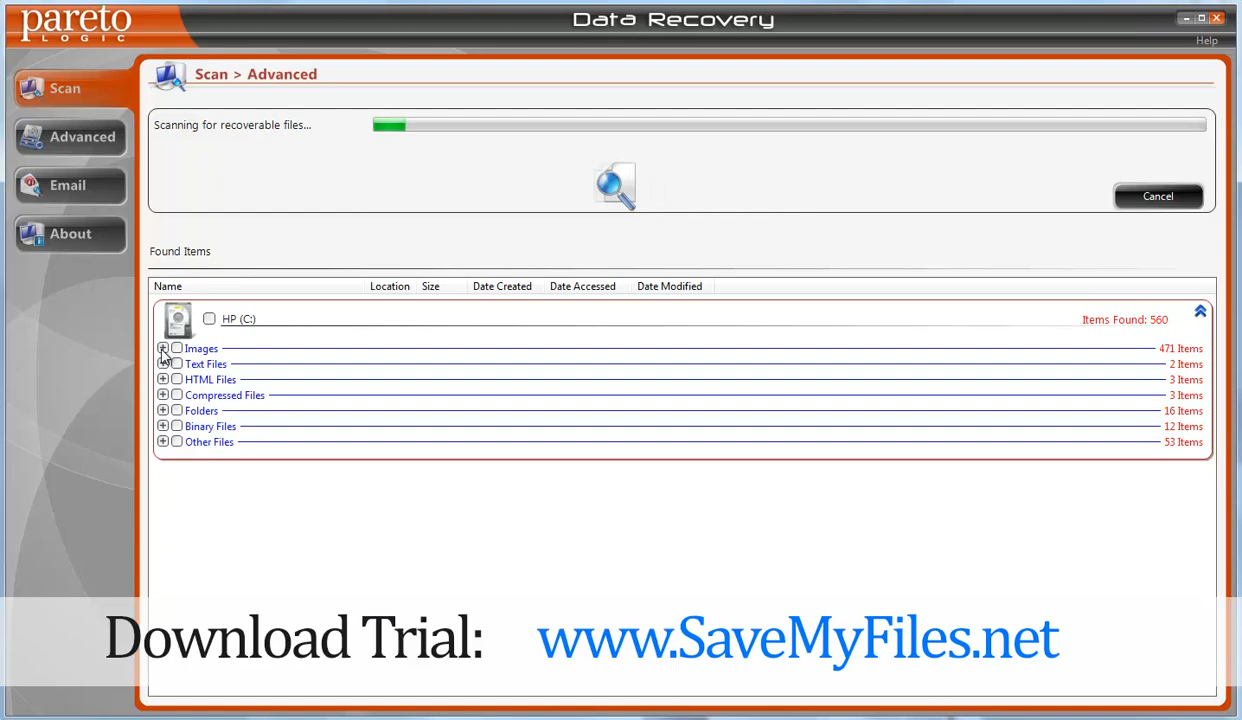 pareto
LOGIC
Data Recovery
Help
Scan
Advanced
Email
About
Scan > Advanced
Scanning for recoverable files...
Cancel
Found Items
Name Location Size Date Created Date Accessed Date Modified
HP (C:) Items Found: 560
Images 471 Items
Text Files 2 Items
HTML Files 3 Items
Compressed Files 3 Items
Folders 16 Items
Binary Files 12 Items
Other Files 53 Items
Download Trial: www.SaveMyFiles.net